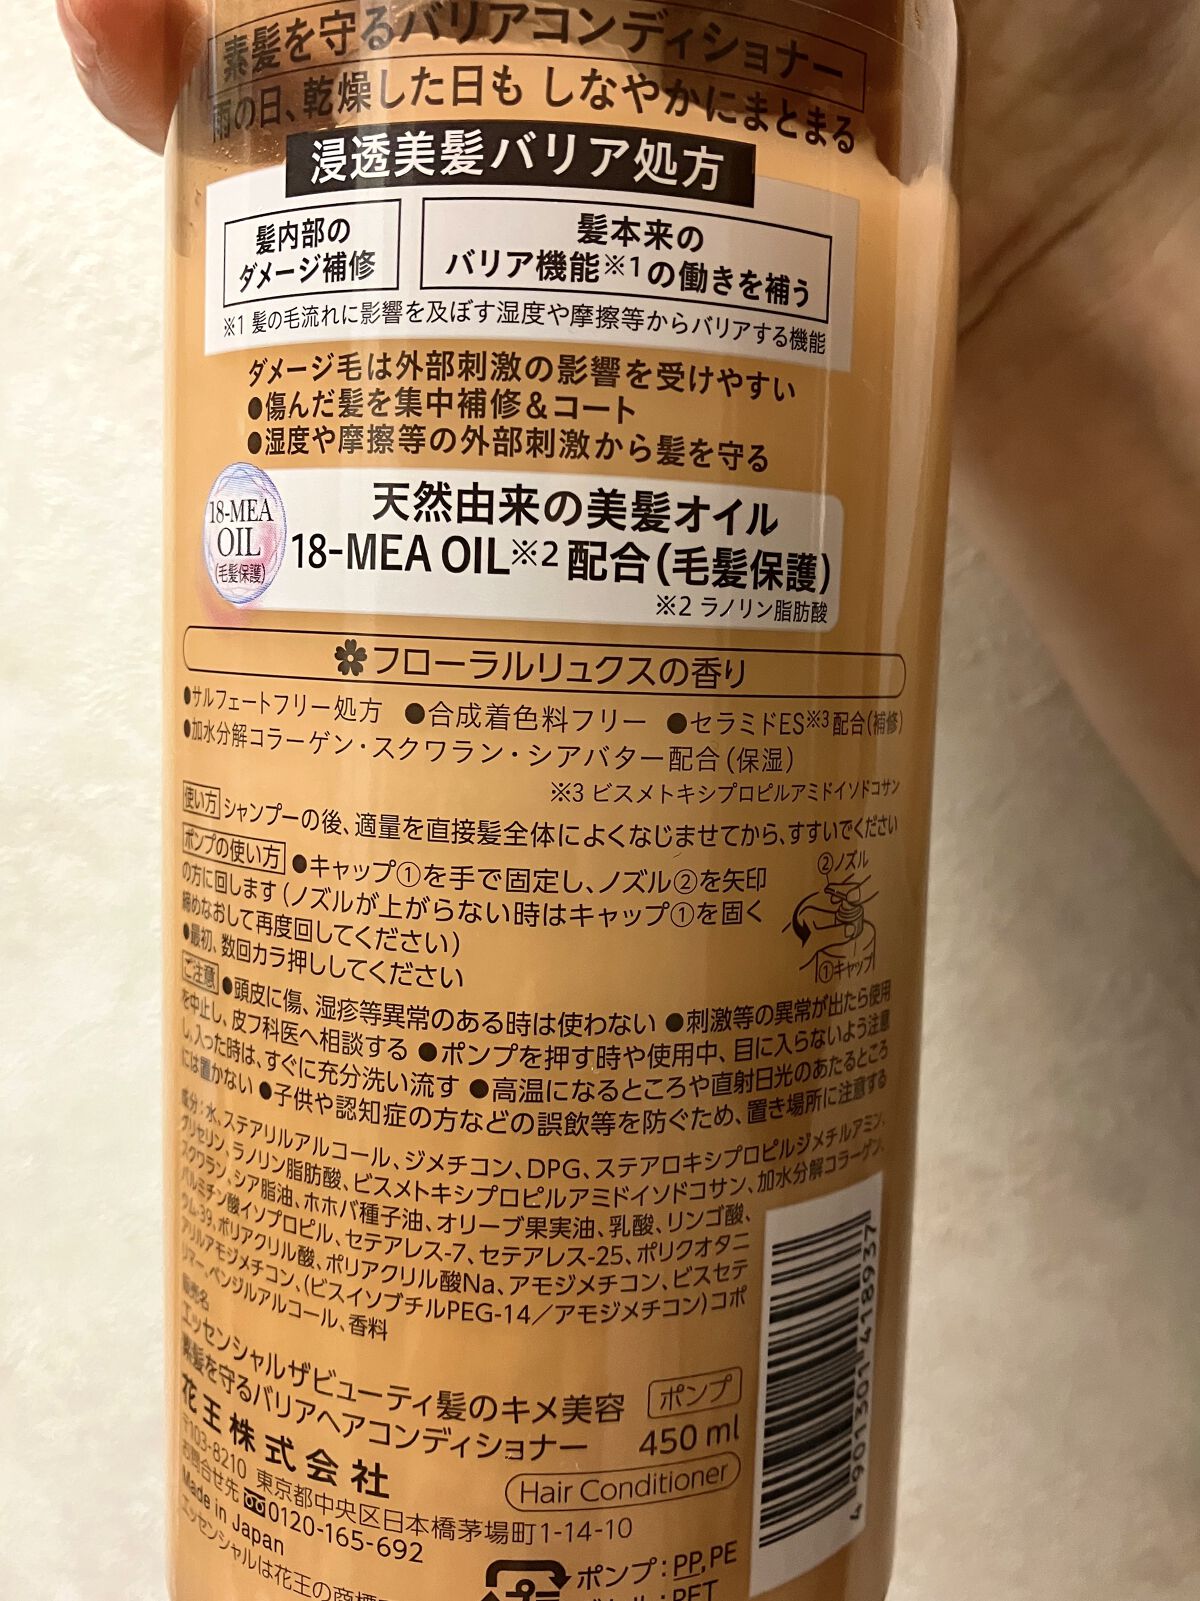 素髪を守るバリアコンディショナー
雨の日、乾燥した日も しなやかにまとまる
浸透美髪バリア処方
髪内部の
ダメージ補修
髪本来の
バリア機能※1の働きを補う
※1 髪の毛流れに影響を及ぼす湿度や摩擦等からバリアする機能
ダメージ毛は外部刺激の影響を受けやすい
●傷んだ髪を集中補修&コート
●湿度や摩擦等の外部刺激から髪を守る
18-MEA
OIL
(毛髪保護)
天然由来の美髪オイル
18-MEA OIL※2 配合(毛髪保護)
※2 ラノリン脂肪酸
フローラルリュクスの香り
●サルフェートフリー処方 ●合成着色料フリー ●セラミドES※3配合(補修)
●加水分解コラーゲン・スクワラン・シアバター配合(保湿)
※3 ビスメトキシプロピルアミドイソドコサン
使い方 シャンプーの後、適量を直接髪全体によくなじませてから、すすいでください
ポンプの使い方 ●キャップ①を手で固定し、ノズル②を矢印
の方に回します(ノズルが上がらない時はキャップ①を固く
締めなおして再度回してください)
●最初、数回カラ押ししてください
②ノズル
①キャップ
ご注意 ●頭皮に傷、湿疹等異常のある時は使わない ●刺激等の異常が出たら使用
を中止し、皮フ科医へ相談する ●ポンプを押す時や使用中、目に入らないよう注意
し、入った時は、すぐに充分洗い流す ●高温になるところや直射日光のあたるところ
には置かない ●子供や認知症の方などの誤飲等を防ぐため、置き場所に注意する
成分:水、ステアリルアルコール、ジメチコン、DPG、ステアロキシプロピルジメチルアミン、
グリセリン、ラノリン脂肪酸、ビスメトキシプロピルアミドイソドコサン、加水分解コラーゲン、
スクワラン、シア脂油、ホホバ種子油、オリーブ果実油、乳酸、リンゴ酸、
パルミチン酸イソプロピル、セテアレス-7、セテアレス-25、ポリクオタニ
ウム-39、ポリアクリル酸、ポリアクリル酸Na、アモジメチコン、ビスセテ
アリルアモジメチコン、(ビスイソブチルPEG-14/アモジメチコン)コポ
リマー、ベンジルアルコール、香料
販売名
エッセンシャルザビューティ髪のキメ美容
素髪を守るバリアヘアコンディショナー
ポンプ
450 ml
花王株式会社
Hair Conditioner
〒103-8210 東京都中央区日本橋茅場町1-14-10
お問合せ先 0120-165-692
Made in Japan
エッセンシャルは花王の商標
ポンプ:PP,PE
PET
4 901301 418937